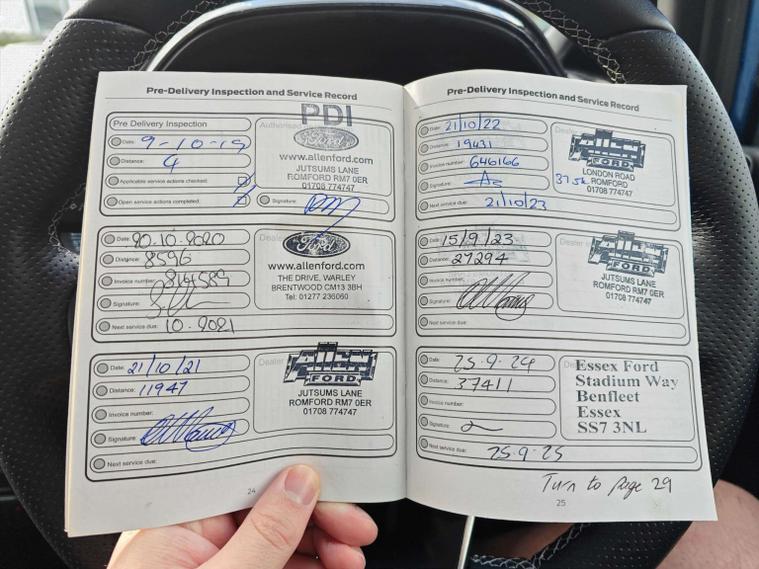 Pre-Delivery Inspection and Service Record
Pre Delivery Inspection
Date: 9-10-19
Distance: 4
Applicable service actions checked:
Open service actions completed:
PDI
Ford
www.allenford.com
JUTSUMS LANE
ROMFORD RM7 0ER
01708 774747
Signature:
Date: 20.10.2020
Distance: 8596
Invoice number:
Signature:
Next service due: 10.2021
Dealer
Ford
www.allenford.com
THE DRIVE, WARLEY
BRENTWOOD CM13 3BH
Tel: 01277 236060
Date: 21/10/21
Distance: 11947
Invoice number:
Signature:
Next service due:
Dealer
ALLEN
FORD
JUTSUMS LANE
ROMFORD RM7 0ER
01708 774747
24
Pre-Delivery Inspection and Service Record
Date: 21/10/22
Distance: 19431
Invoice number: 646166
Signature:
Next service due: 21/10/23
Dealer
ALLEN
FORD
LONDON ROAD
ROMFORD
01708 774747
Date: 15/9/23
Distance: 27294
Invoice number:
Signature:
Next service due:
Dealer
ALLEN
FORD
JUTSUMS LANE
ROMFORD RM7 0ER
01708 774747
Date: 25.9.24
Distance: 37411
Invoice number:
Signature:
Next service due: 25.9.25
Essex Ford
Stadium Way
Benfleet
Essex
SS7 3NL
Turn to page 29
25